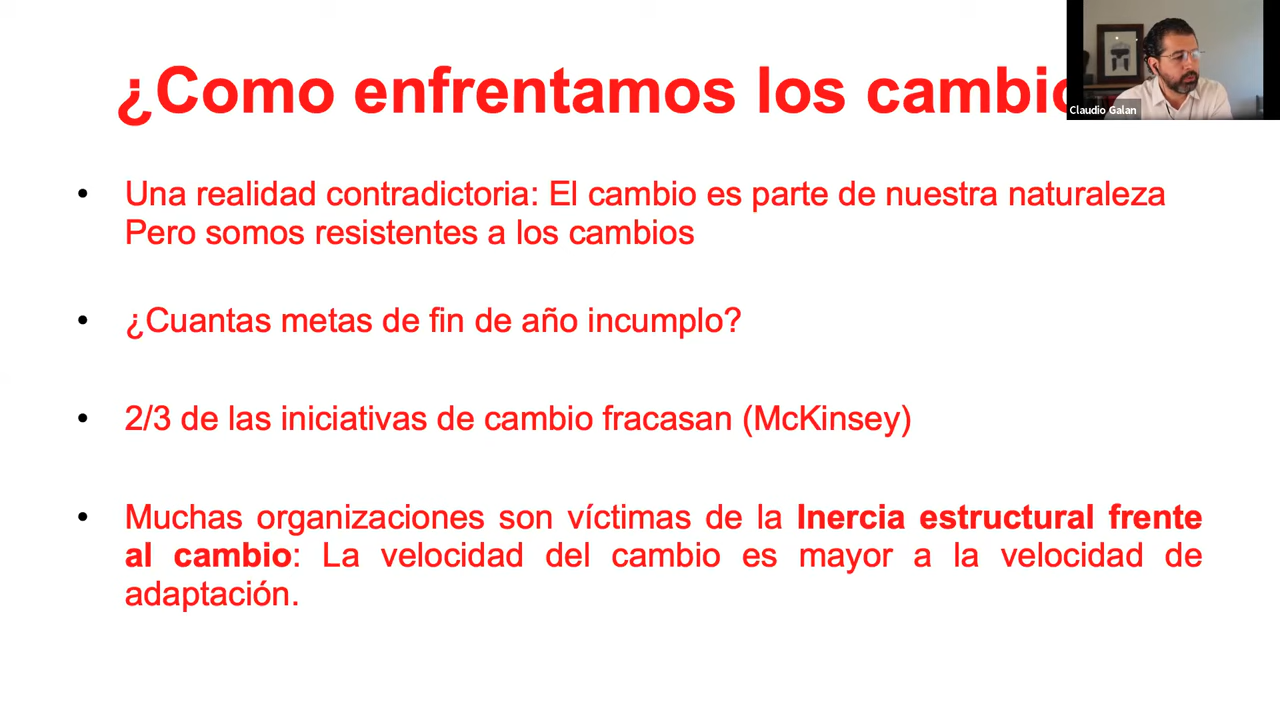 ¿Como enfrentamos los cambio
Claudio Galan
Una realidad contradictoria: El cambio es parte de nuestra naturaleza
Pero somos resistentes a los cambios
¿Cuantas metas de fin de año incumplo?
2/3 de las iniciativas de cambio fracasan (McKinsey)
Muchas organizaciones son víctimas de la Inercia estructural frente
al cambio: La velocidad del cambio es mayor a la velocidad de
adaptación.